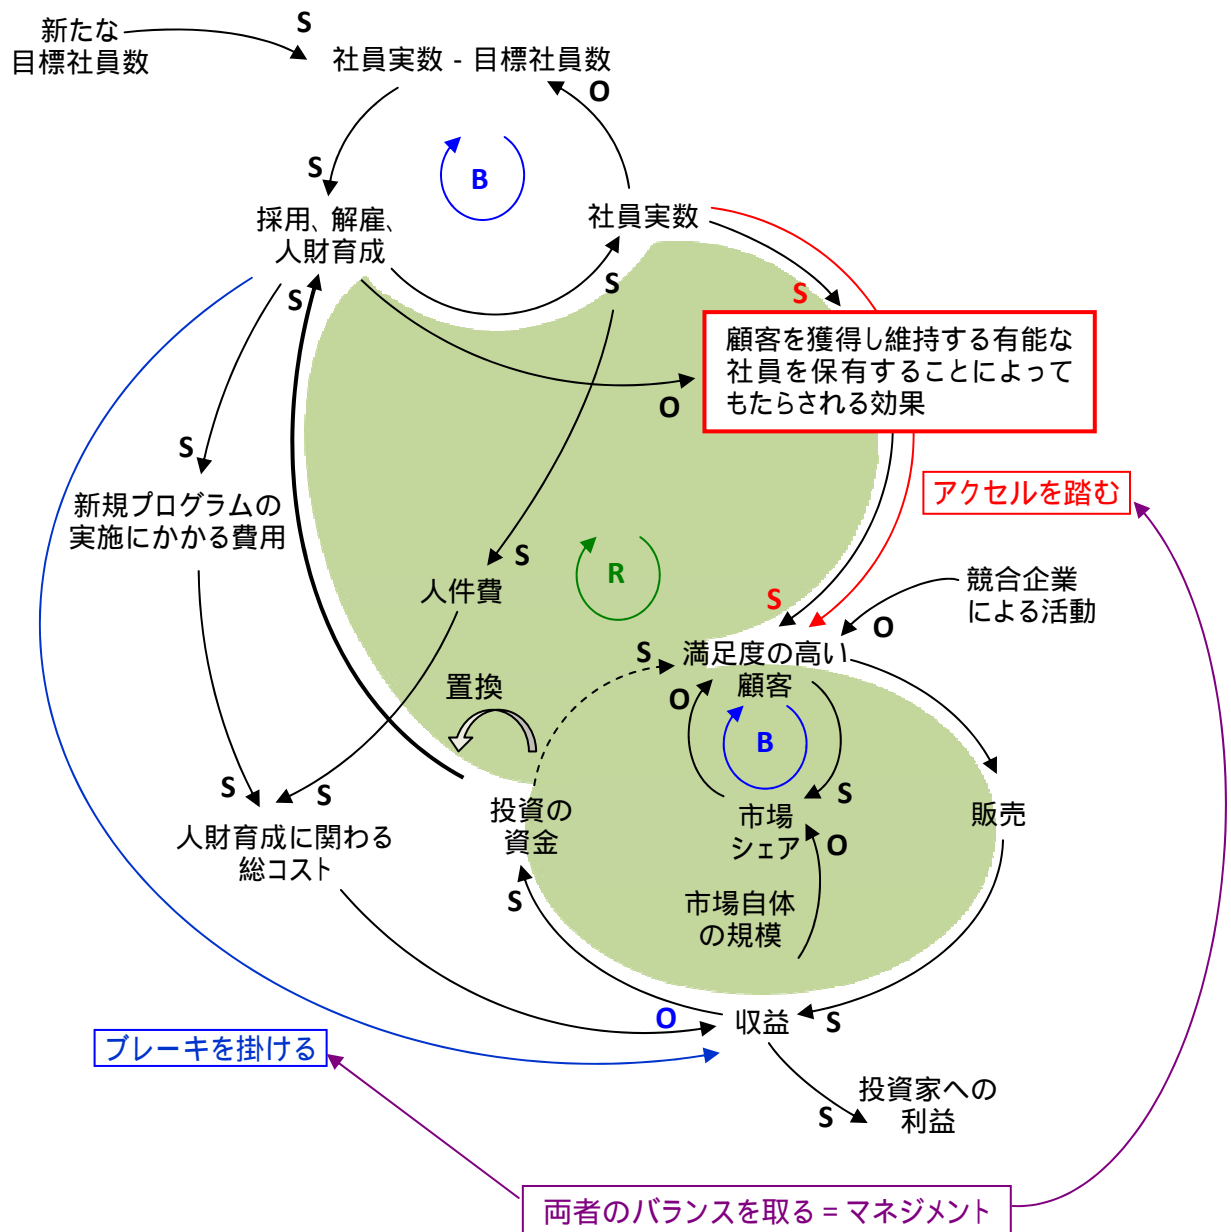 新たな
目標社員数
S
社員実数 - 目標社員数
O
S
B
採用、解雇、
人財育成
社員実数
S
S
S
顧客を獲得し維持する有能な
社員を保有することによって
もたらされる効果
O
S
アクセルを踏む
新規プログラムの
実施にかかる費用
S
R
人件費
競合企業
による活動
S
O
S
満足度の高い
顧客
置換
O
B
S
S
S
投資の
資金
市場
シェア
販売
人財育成に関わる
総コスト
O
S
市場自体
の規模
O
収益
S
ブレーキを掛ける
投資家への
利益
S
両者のバランスを取る = マネジメント